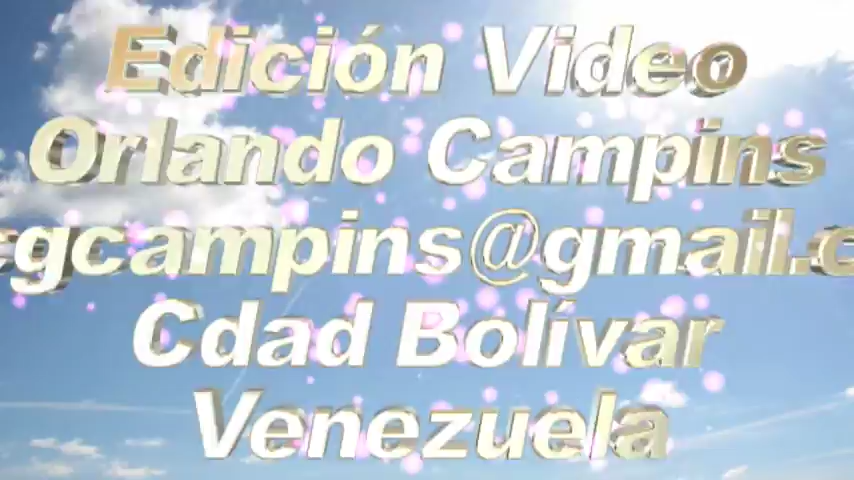 Edición Video
Orlando Campins
gcampins@gmail.c
Cdad Bolívar
Venezuela